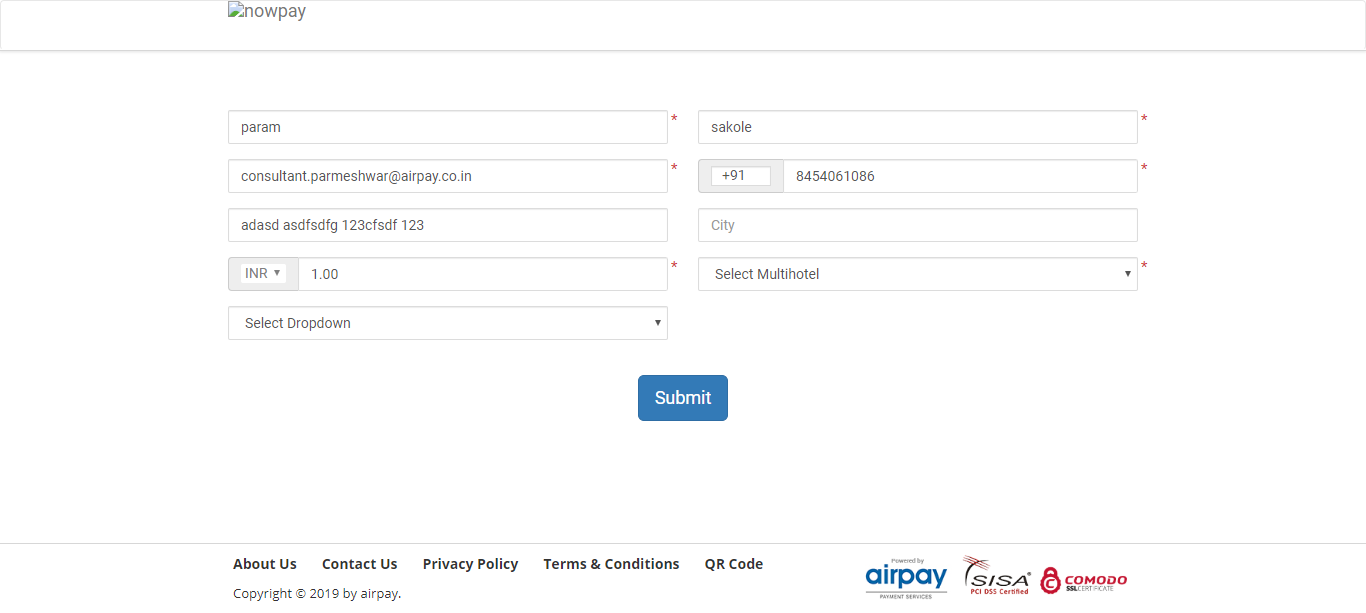 nowpay
param *
sakole *
consultant.parmeshwar@airpay.co.in *
+91 8454061086 *
adasd asdfsdfg 123cfsdf 123
City
INR ▼ 1.00 *
Select Multihotel ▼ *
Select Dropdown ▼
Submit
About Us Contact Us Privacy Policy Terms & Conditions QR Code
Copyright © 2019 by airpay.
Powered by
airpay
PAYMENT SERVICES
SISA
PCI DSS Certified
COMODO
SSL CERTIFICATE